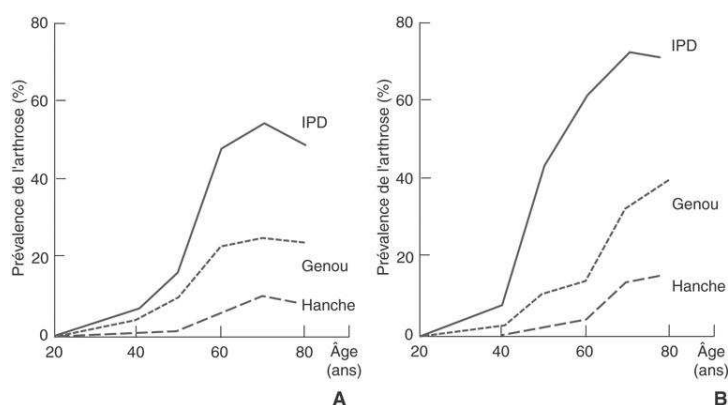 Prévalence de l'arthrose (%)
80
60
40
20
0
IPD
Genou
Hanche
20
40
60
80
Âge
(ans)
A
Prévalence de l'arthrose (%)
80
60
40
20
0
IPD
Genou
Hanche
20
40
60
80
Âge
(ans)
B